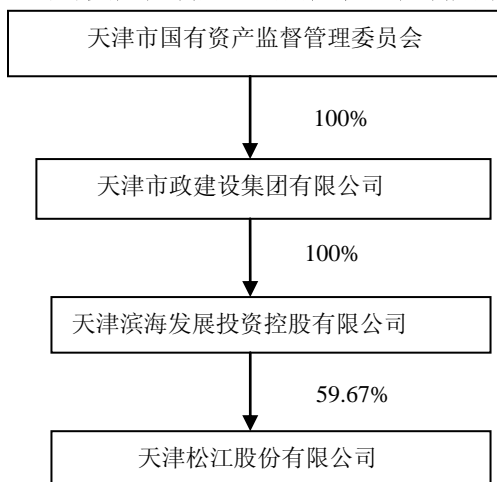 天津市国有资产监督管理委员会
100%
天津市政建设集团有限公司
100%
天津滨海发展投资控股有限公司
59.67%
天津松江股份有限公司